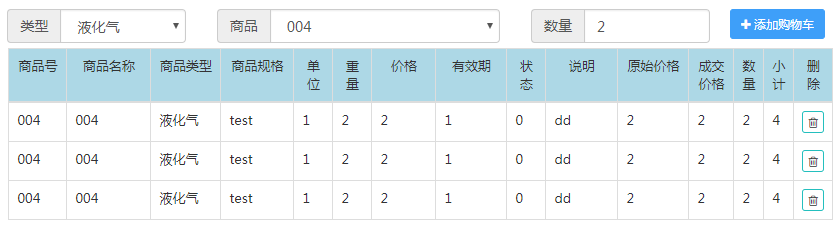 类型 液化气 商品 004 数量 2 添加购物车
商品号 商品名称 商品类型 商品规格 单位 重量 价格 有效期 状态 说明 原始价格 成交价格 数量 小计 删除
004 004 液化气 test 1 2 2 1 0 dd 2 2 2 4
004 004 液化气 test 1 2 2 1 0 dd 2 2 2 4
004 004 液化气 test 1 2 2 1 0 dd 2 2 2 4